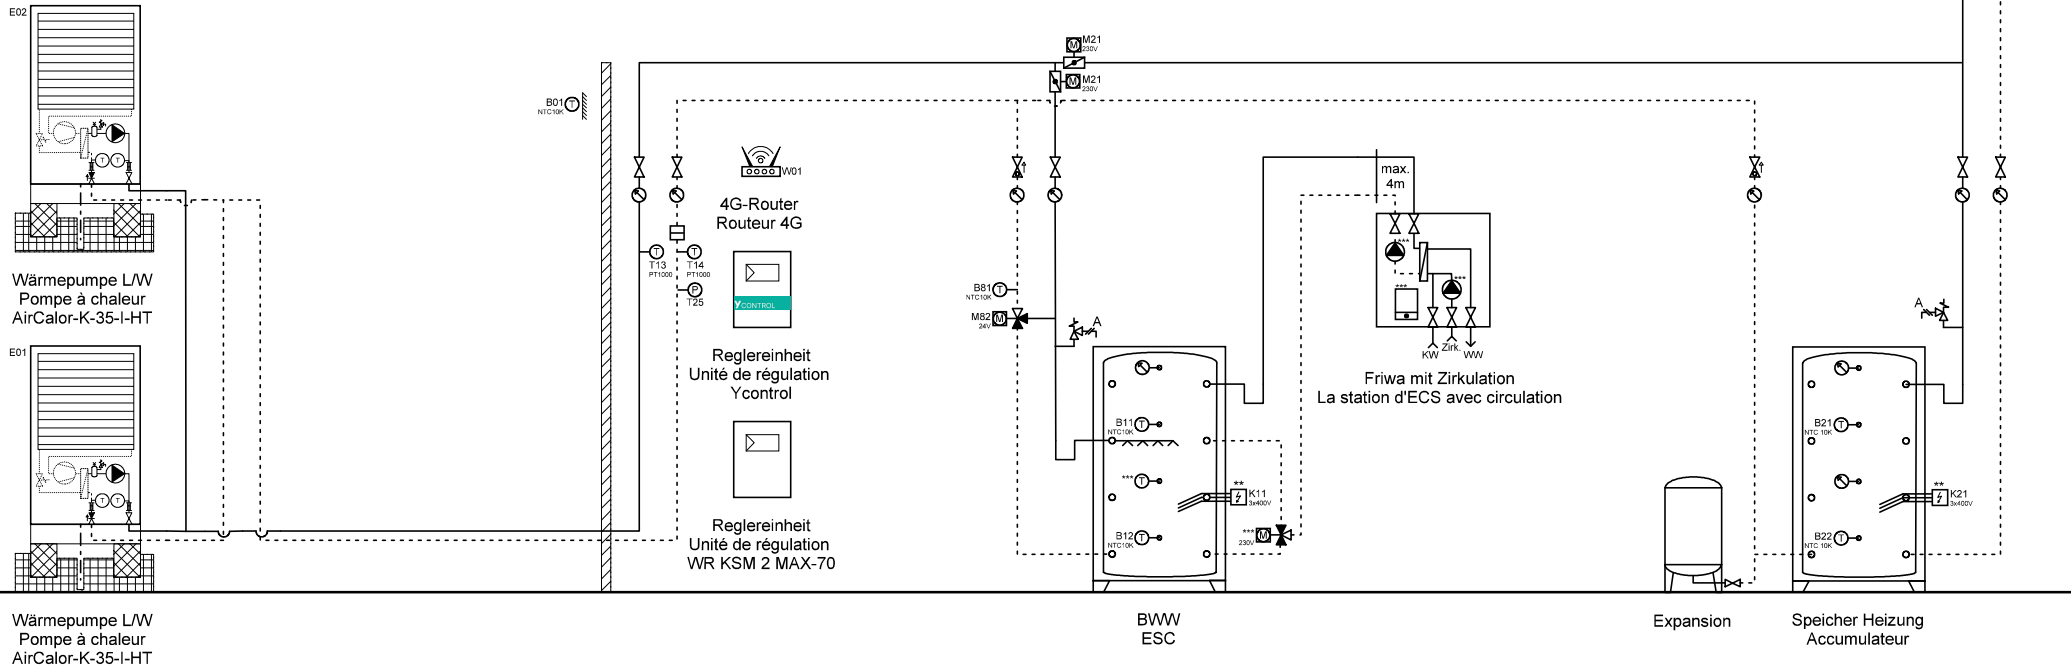 E02
Wärmepumpe L/W
Pompe à chaleur
AirCalor-K-35-I-HT
E01
Wärmepumpe L/W
Pompe à chaleur
AirCalor-K-35-I-HT
T T
T T
B01
NTC10K
T
W01
4G-Router
Routeur 4G
T
T13
PT1000
T
T14
PT1000
P
T25
Y CONTROL
Reglereinheit
Unité de régulation
Ycontrol
Reglereinheit
Unité de régulation
WR KSM 2 MAX-70
M
M21
230V
M
M21
230V
B81
NTC10K
T
M82
24V
M
A
B11
NTC10K
T
***
T
B12
NTC10K
T
**
K11
3x400V
***
230V
M
BWW
ESC
max.
4m
***
***
***
KW
Zirk.
WW
Friwa mit Zirkulation
La station d'ECS avec circulation
Expansion
A
B21
NTC 10K
T
B22
NTC 10K
T
**
K21
3x400V
Speicher Heizung
Accumulateur